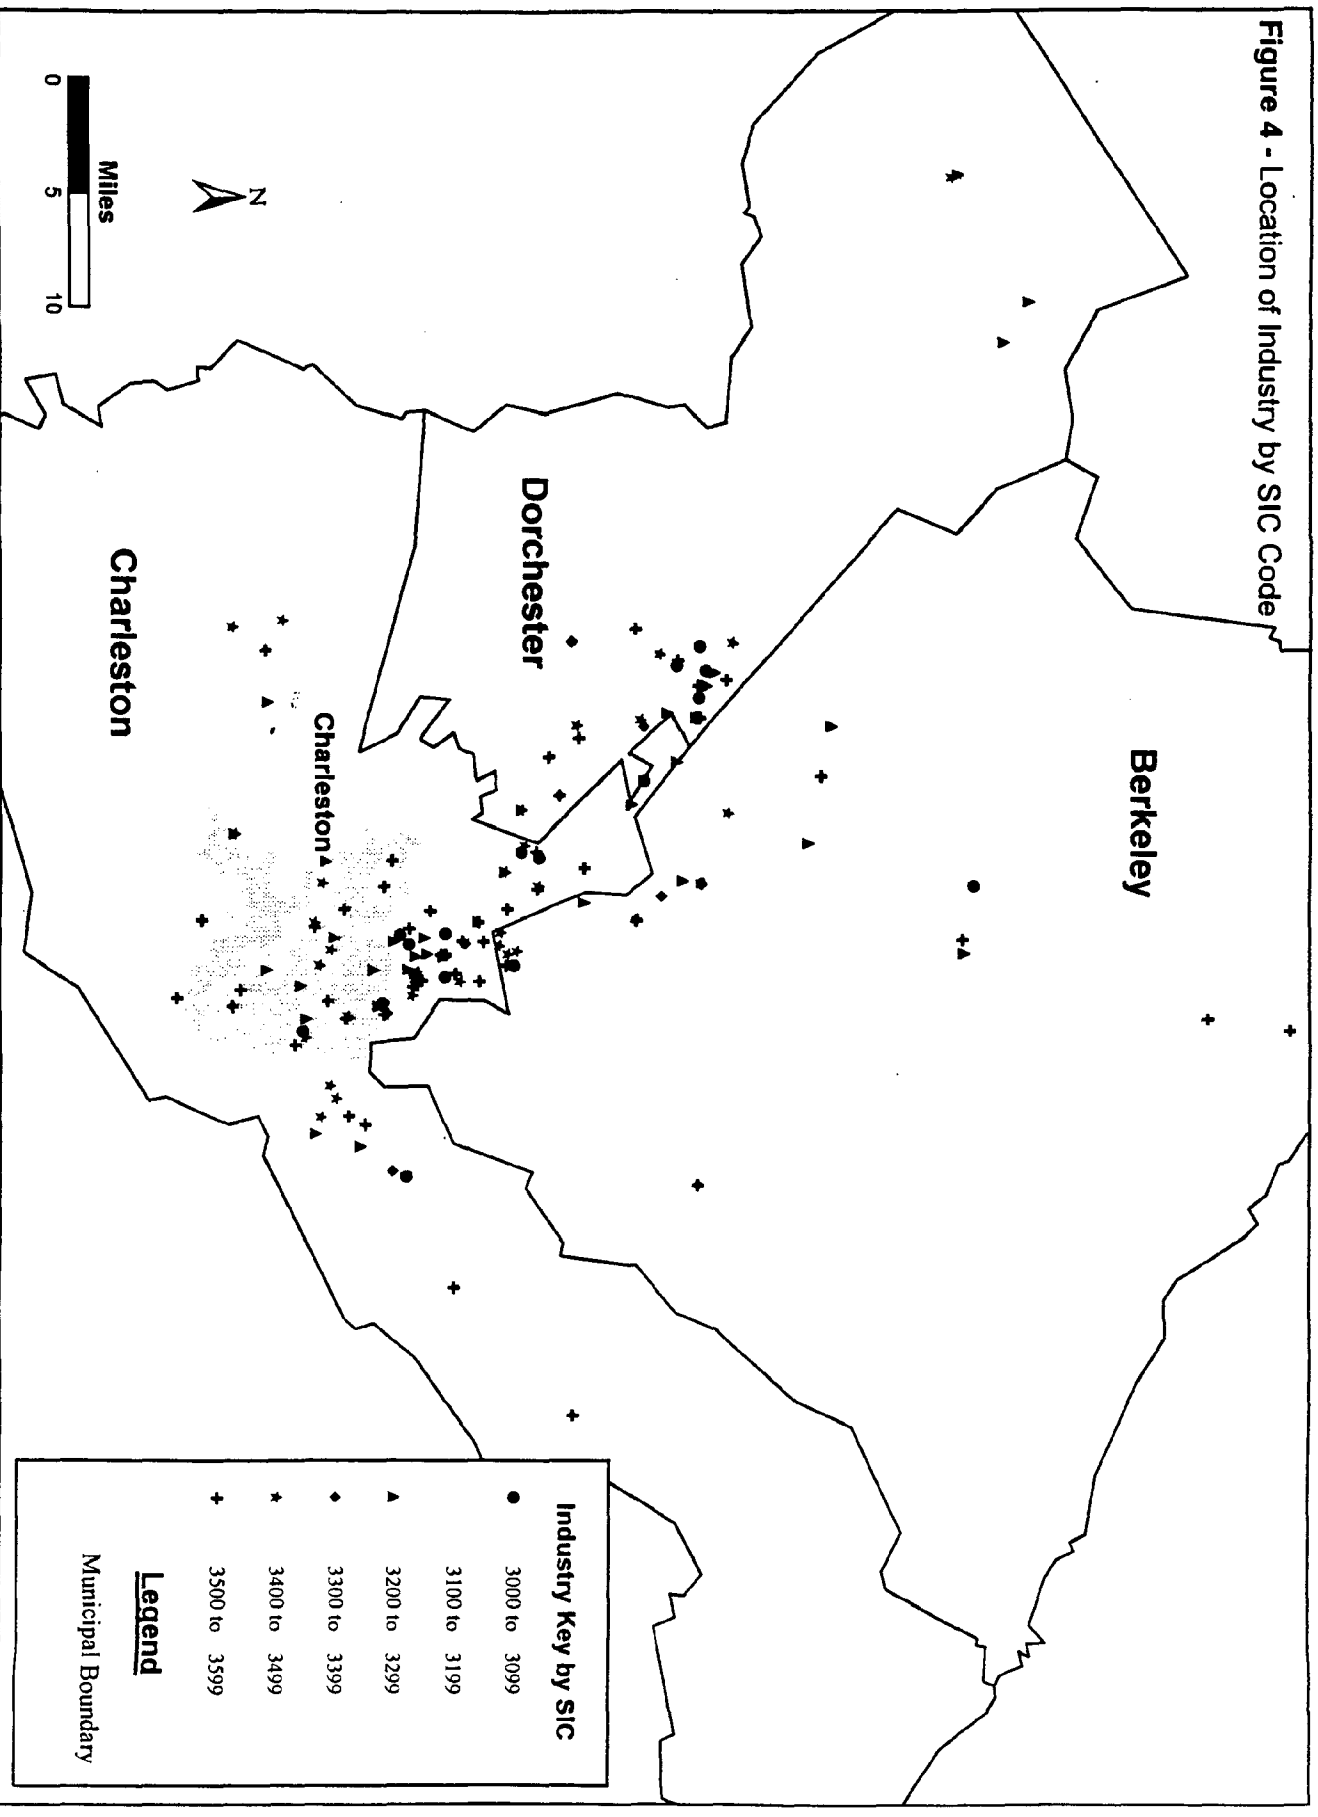 Figure 4 - Location of Industry by SIC Code
Berkeley
Dorchester
Charleston
Charleston
N
Miles
0 5 10
Industry Key by SIC
3000 to 3099
3100 to 3199
3200 to 3299
3300 to 3399
3400 to 3499
3500 to 3599
Legend
Municipal Boundary